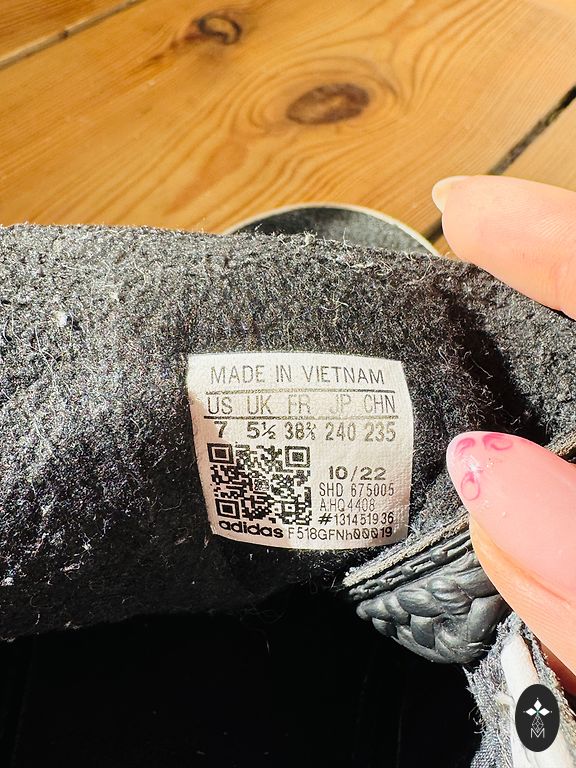 MADE IN VIETNAM
US UK FR JP CHN
7 5½ 38⅔ 240 235
10/22
SHD 675005
AHQ4408
#131451936
adidas F518GFNh00019
M